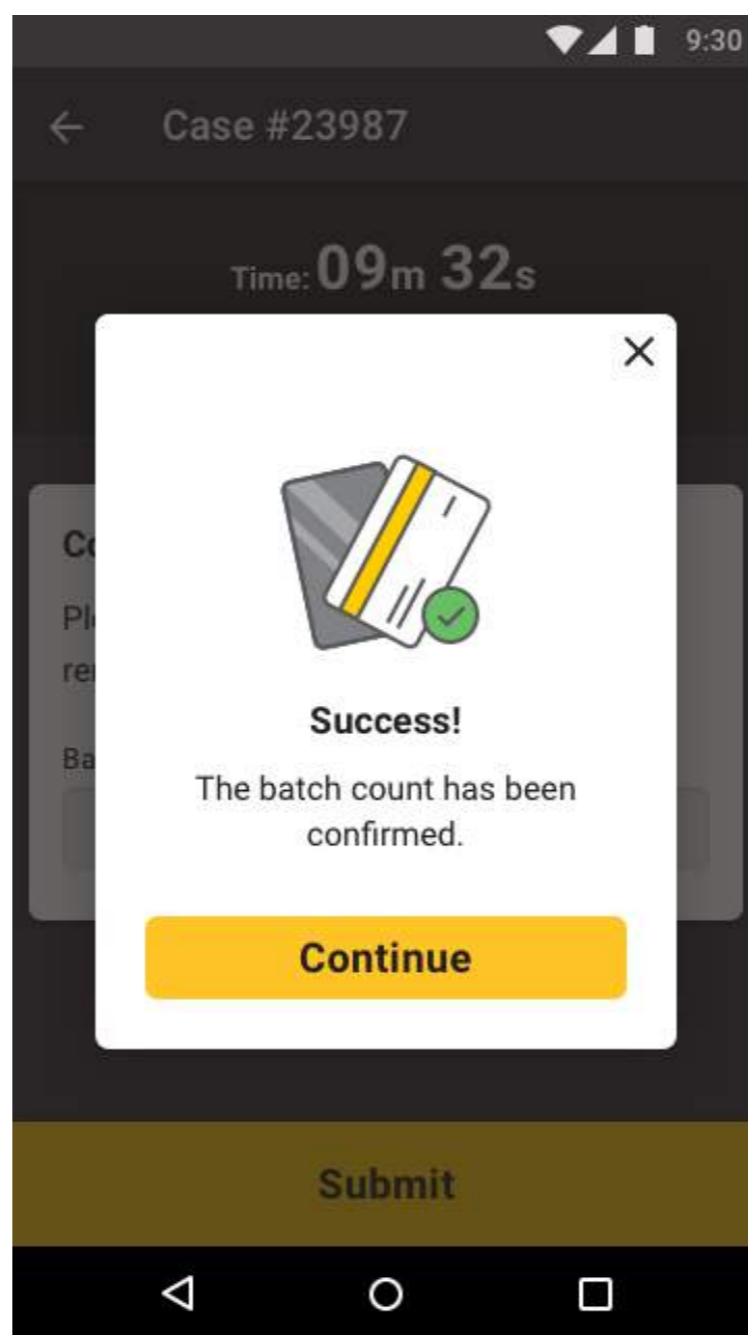 9:30
Case #23987
Time: 09m 32s
Success!
The batch count has been
confirmed.
Continue
Submit